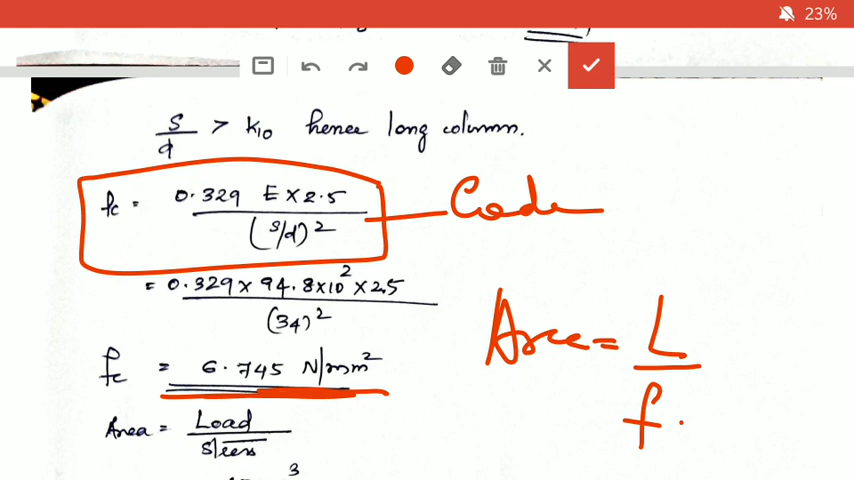 23%
S/d > K10 hence long column.
fc = 0.329 E×2.5 / (S/d)²
Code
= 0.329×94.8×10²×2.5 / (34)²
fc = 6.745 N/mm²
Area = L / f.
Area = Load / Stress